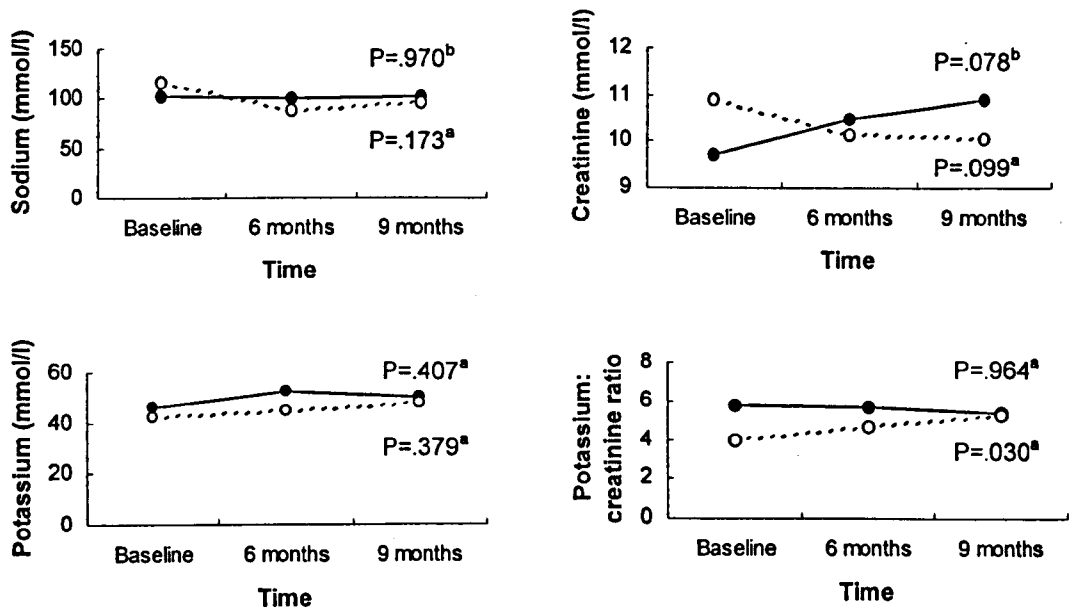 Sodium (mmol/l)
150
100
50
0
P=.970ᵇ
P=.173ᵃ
Baseline 6 months 9 months
Time
Creatinine (mmol/l)
12
11
10
9
P=.078ᵇ
P=.099ᵃ
Baseline 6 months 9 months
Time
Potassium (mmol/l)
60
40
20
0
P=.407ᵃ
P=.379ᵃ
Baseline 6 months 9 months
Time
Potassium:
creatinine ratio
8
6
4
2
0
P=.964ᵃ
P=.030ᵃ
Baseline 6 months 9 months
Time